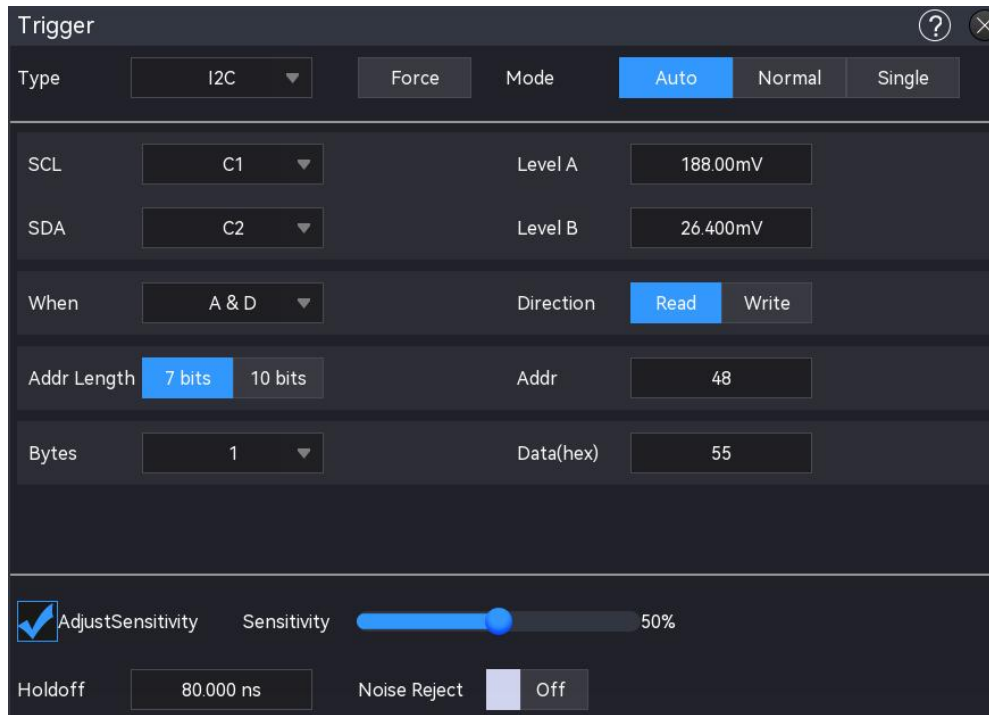 Trigger ?
Type I2C Force Mode Auto Normal Single
SCL C1 Level A 188.00mV
SDA C2 Level B 26.400mV
When A & D Direction Read Write
Addr Length 7 bits 10 bits Addr 48
Bytes 1 Data(hex) 55
AdjustSensitivity Sensitivity 50%
Holdoff 80.000 ns Noise Reject Off